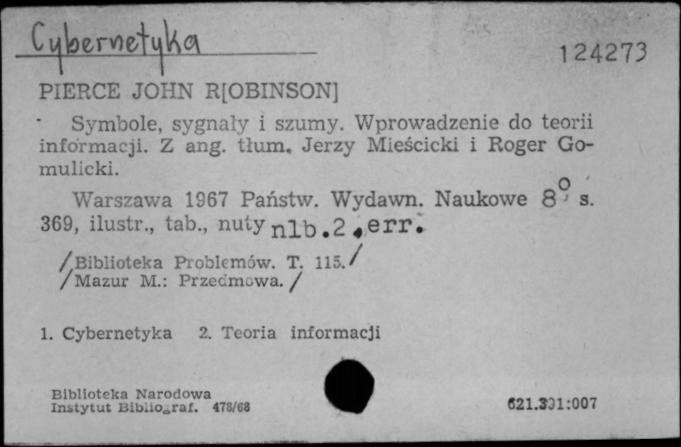 Cybernetyka
124273
PIERCE JOHN R[OBINSON]
Symbole, sygnały i szumy. Wprowadzenie do teorii
informacji. Z ang. tłum. Jerzy Mieścicki i Roger Go-
mulicki.
Warszawa 1967 Państw. Wydawn. Naukowe 8° s.
369, ilustr., tab., nuty nlb.2, err.
/Biblioteka Problemów. T. 115./
/Mazur M.: Przedmowa./
1. Cybernetyka 2. Teoria informacji
Biblioteka Narodowa
Instytut Bibliograf. 478/68
621.391:007